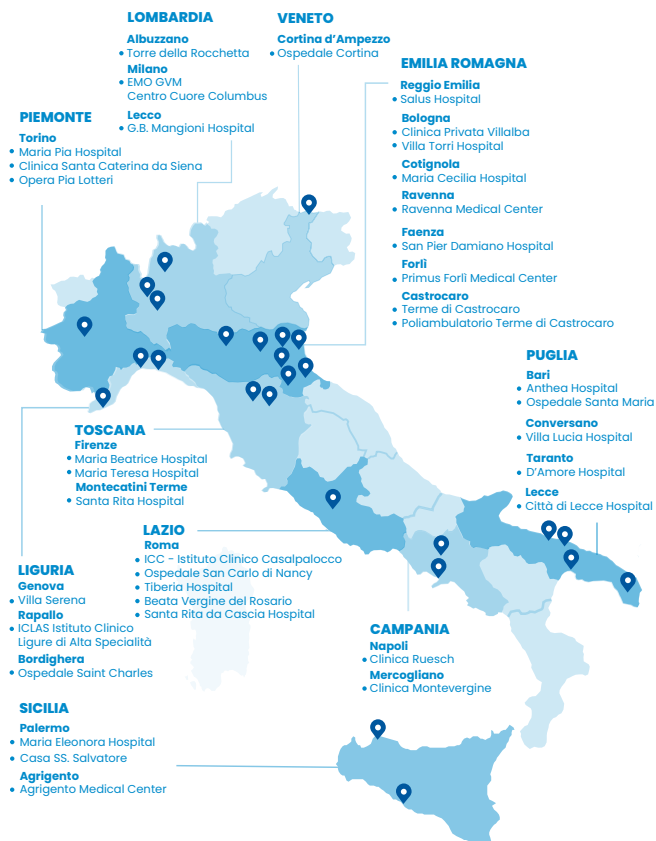 LOMBARDIA
Albuzzano
• Torre della Rocchetta
Milano
• EMO GVM
Centro Cuore Columbus
Lecco
• G.B. Mangioni Hospital
VENETO
Cortina d'Ampezzo
• Ospedale Cortina
EMILIA ROMAGNA
Reggio Emilia
• Salus Hospital
Bologna
• Clinica Privata Villalba
• Villa Torri Hospital
Cotignola
• Maria Cecilia Hospital
Ravenna
• Ravenna Medical Center
Faenza
• San Pier Damiano Hospital
Forlì
• Primus Forlì Medical Center
Castrocaro
• Terme di Castrocaro
• Poliambulatorio Terme di Castrocaro
PIEMONTE
Torino
• Maria Pia Hospital
• Clinica Santa Caterina da Siena
• Opera Pia Lotteri
PUGLIA
Bari
• Anthea Hospital
• Ospedale Santa Maria
Conversano
• Villa Lucia Hospital
Taranto
• D'Amore Hospital
Lecce
• Città di Lecce Hospital
TOSCANA
Firenze
• Maria Beatrice Hospital
• Maria Teresa Hospital
Montecatini Terme
• Santa Rita Hospital
LAZIO
Roma
• ICC - Istituto Clinico Casalpalocco
• Ospedale San Carlo di Nancy
• Tiberia Hospital
• Beata Vergine del Rosario
• Santa Rita da Cascia Hospital
LIGURIA
Genova
• Villa Serena
Rapallo
• ICLAS Istituto Clinico
Ligure di Alta Specialità
Bordighera
• Ospedale Saint Charles
CAMPANIA
Napoli
• Clinica Ruesch
Mercogliano
• Clinica Montevergine
SICILIA
Palermo
• Maria Eleonora Hospital
• Casa SS. Salvatore
Agrigento
• Agrigento Medical Center